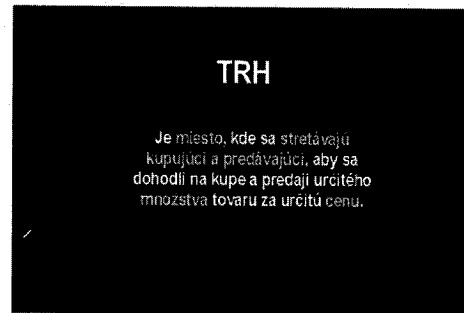 TRH
Je miesto, kde sa stretávajú
kupujúci a predávajúci, aby sa
dohodli na kupe a predaji určitého
množstva tovaru za určitú cenu.